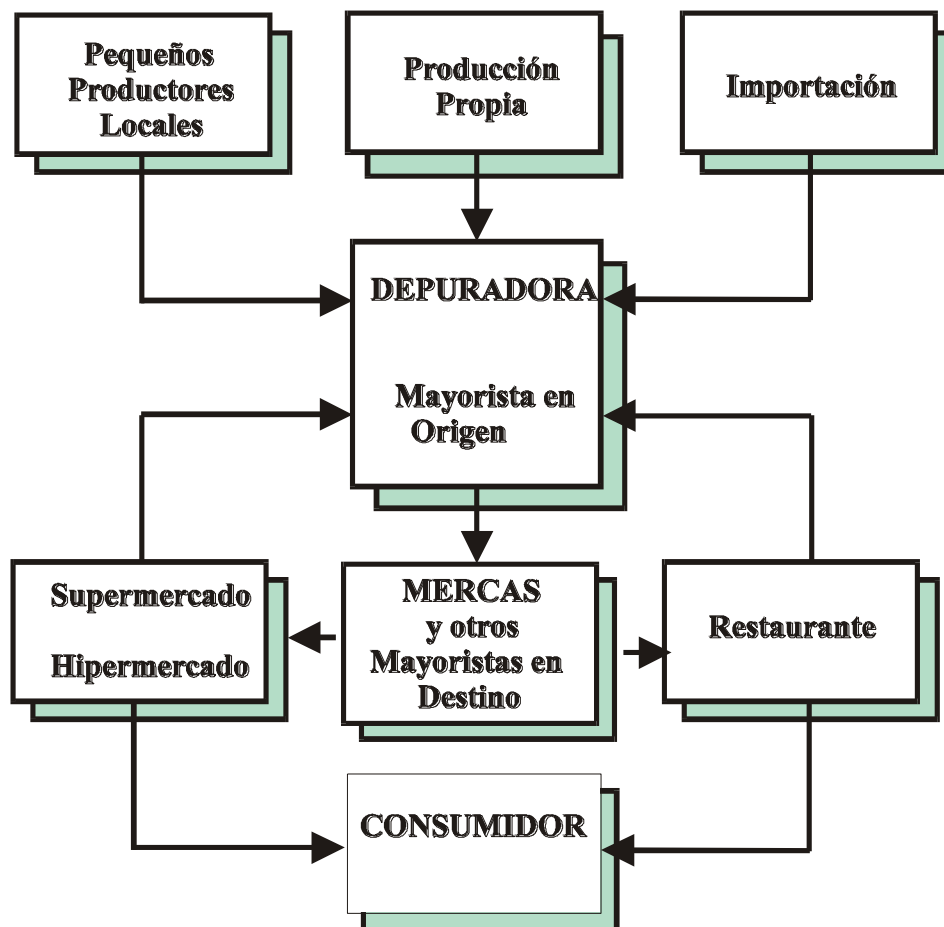 Pequeños
Productores
Locales
Producción
Propia
Importación
DEPURADORA
Mayorista en
Origen
Supermercado
Hipermercado
MERCAS
y otros
Mayoristas en
Destino
Restaurante
CONSUMIDOR